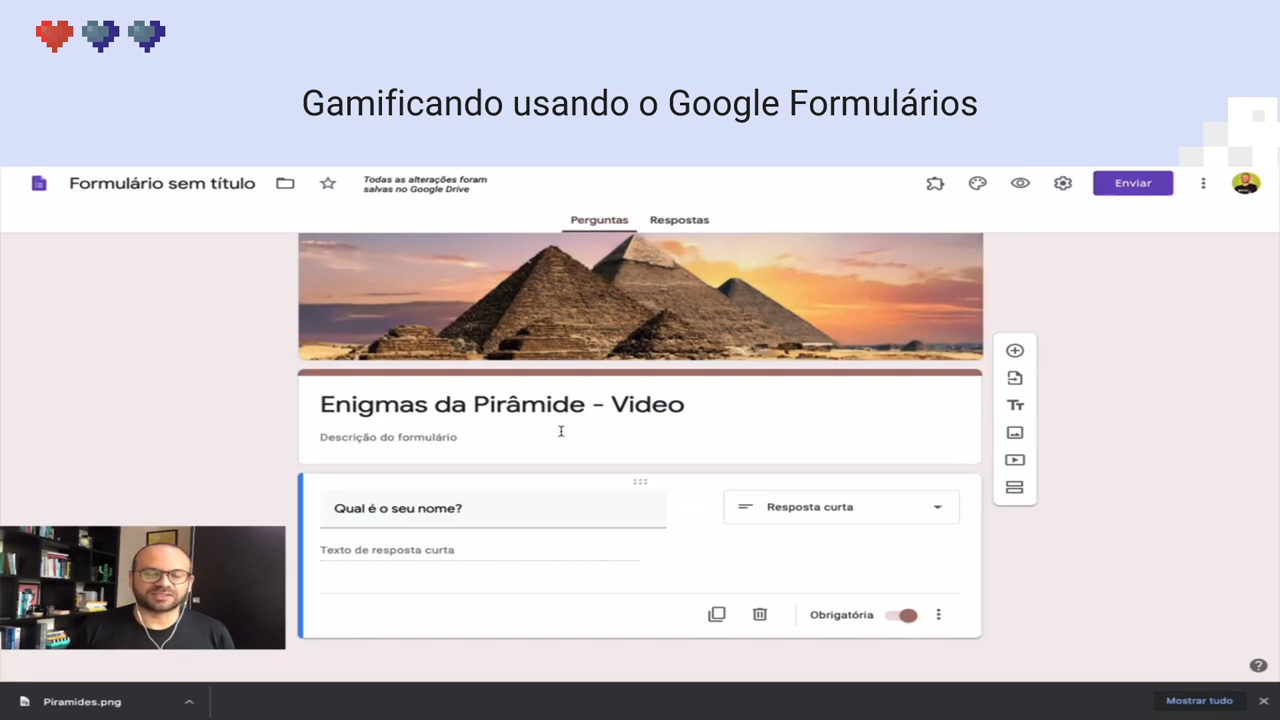 Gamificando usando o Google Formulários
Formulário sem título
Todas as alterações foram
salvas no Google Drive
Enviar
Perguntas
Respostas
Enigmas da Pirâmide - Video
Descrição do formulário
Qual é o seu nome?
Resposta curta
Texto de resposta curta
Obrigatória
Piramides.png
Mostrar tudo